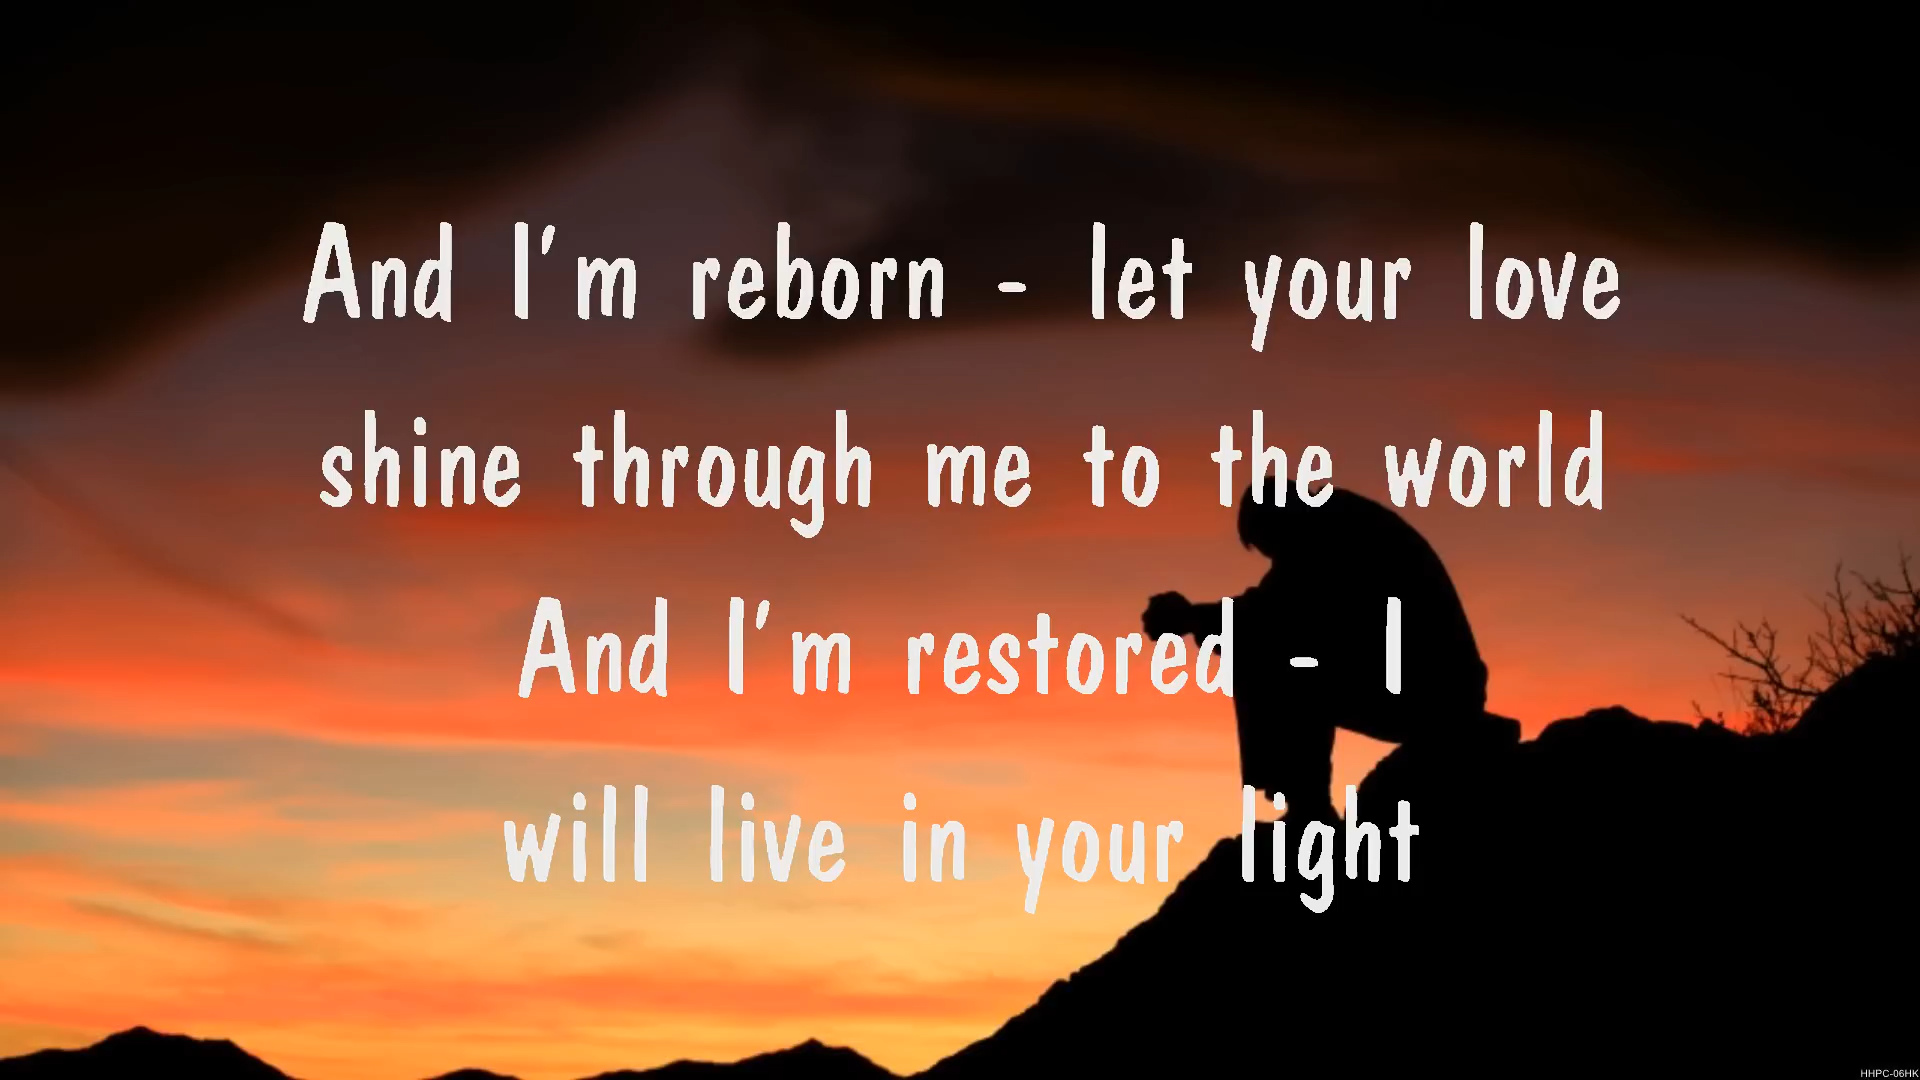 And I'm reborn - let your love
shine through me to the world
And I'm restored - I
will live in your light
HHPC-06HK